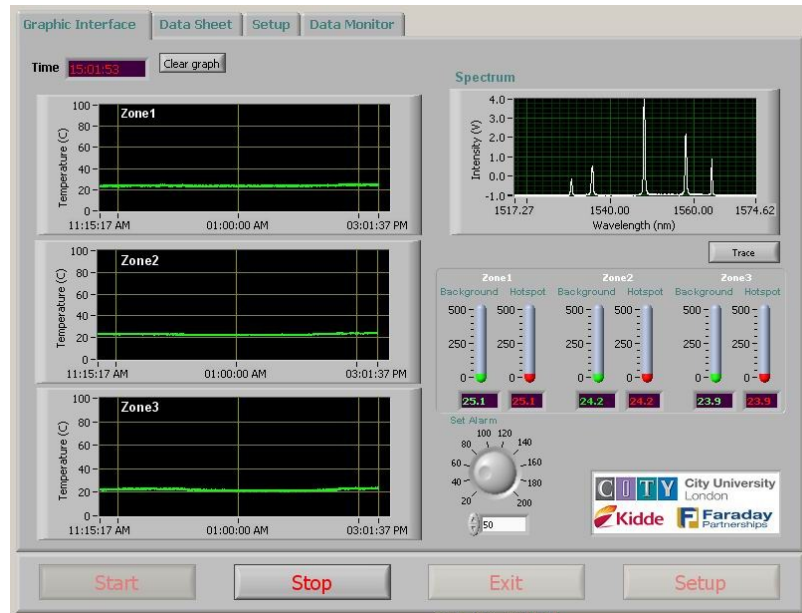 Graphic Interface
Data Sheet
Setup
Data Monitor
Time 15:01:53
Clear graph
Zone1
Temperature (C)
100
80
60
40
20
0
11:15:17 AM 01:00:00 AM 03:01:37 PM
Zone2
Temperature (C)
100
80
60
40
20
0
11:15:17 AM 01:00:00 AM 03:01:37 PM
Zone3
Temperature (C)
100
80
60
40
20
0
11:15:17 AM 01:00:00 AM 03:01:37 PM
Spectrum
Intensity (V)
4.0
3.0
2.0
1.0
0.0
-1.0
1517.27 1540.00 1560.00 1574.62
Wavelength (nm)
Trace
Zone1 Zone2 Zone3
Background Hotspot Background Hotspot Background Hotspot
500 500 500 500 500 500
250 250 250 250 250 250
0 0 0 0 0 0
25.1 25.1 24.2 24.2 23.9 23.9
Set Alarm
20 40 60 80 100 120 140 160 180 200
50
CITY City University
London
Kidde Faraday
Partnerships
Start Stop Exit Setup